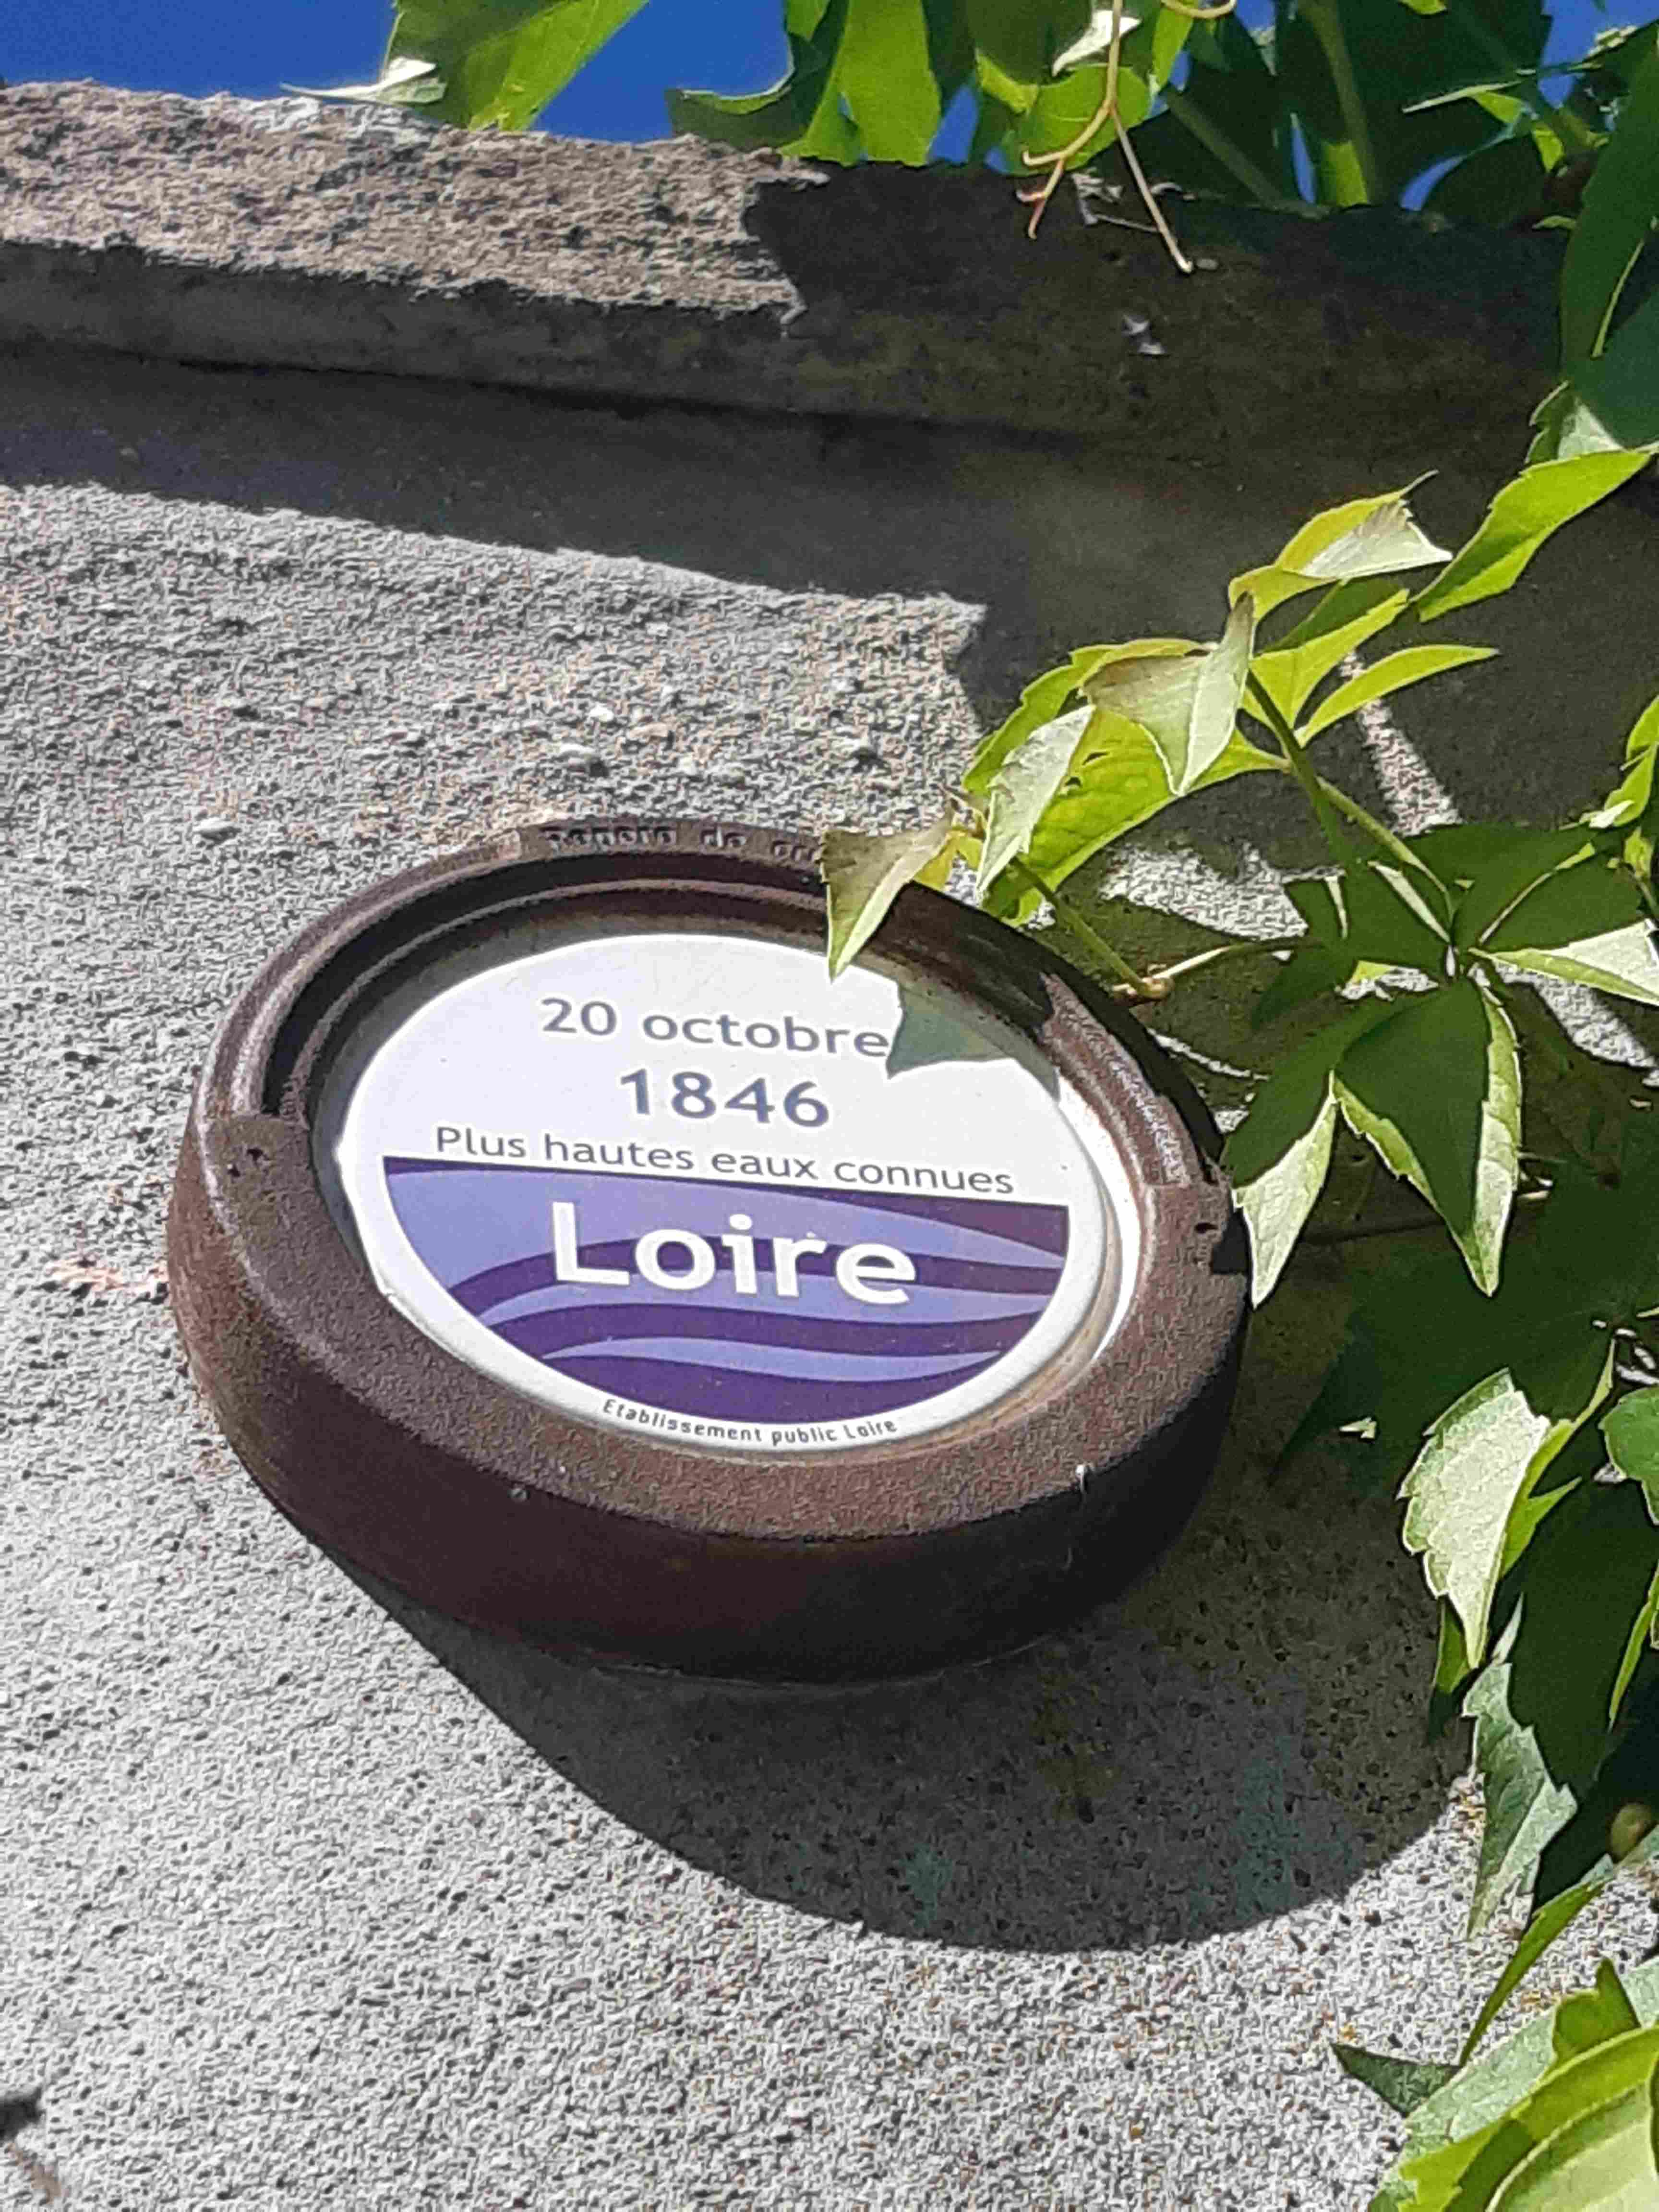 20 octobre
1846
Plus hautes eaux connues
Loire
Etablissement public Loire